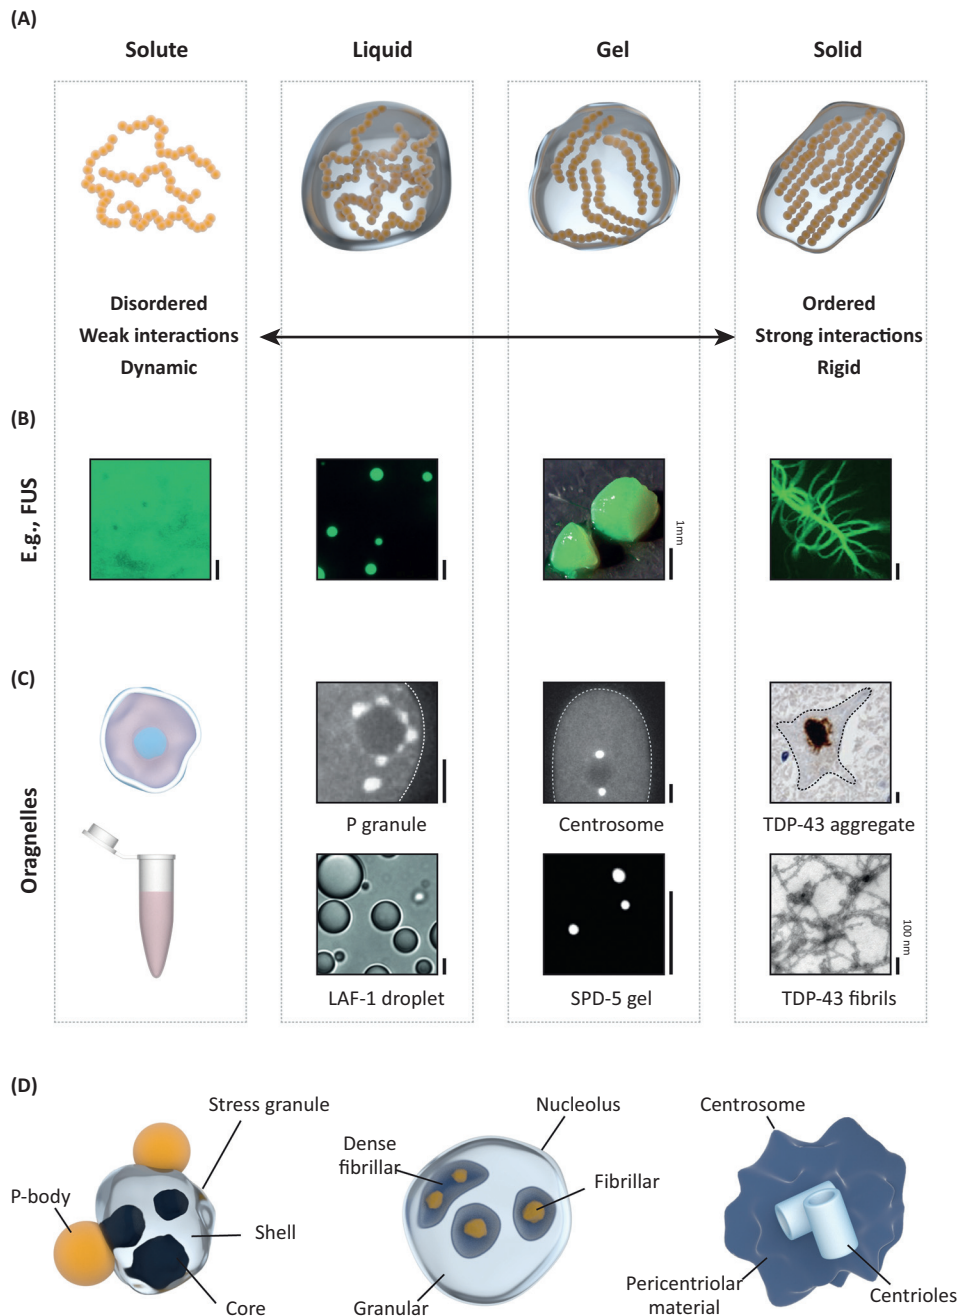 (A)
Solute
Liquid
Gel
Solid
Disordered
Weak interactions
Dynamic
Ordered
Strong interactions
Rigid
(B)
E.g., FUS
1mm
(C)
Oragnelles
P granule
Centrosome
TDP-43 aggregate
100 nm
LAF-1 droplet
SPD-5 gel
TDP-43 fibrils
(D)
Stress granule
P-body
Shell
Core
Nucleolus
Dense
fibrillar
Fibrillar
Granular
Centrosome
Pericentriolar
material
Centrioles